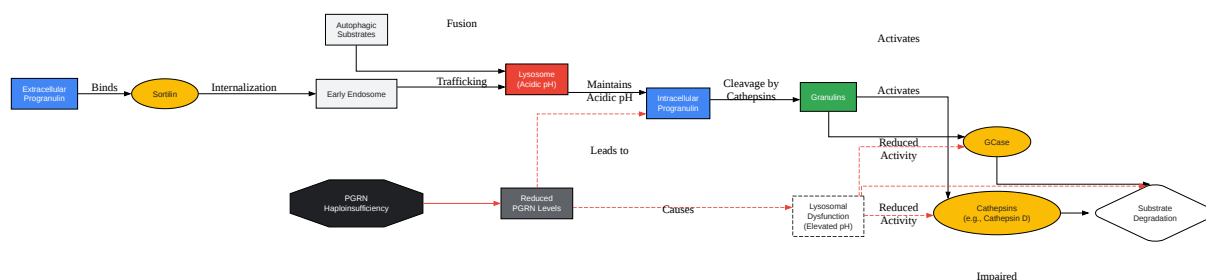 Autophagic
Substrates
Fusion
Activates
Extracellular
Progranulin
Binds
Sortilin
Internalization
Early Endosome
Trafficking
Lysosome
(Acidic pH)
Maintains
Acidic pH
Intracellular
Progranulin
Cleavage by
Cathepsins
Granulins
Activates
Leads to
Reduced
Activity
GCase
PGRN
Haploinsufficiency
Reduced
PGRN Levels
Causes
Lysosomal
Dysfunction
(Elevated pH)
Reduced
Activity
Cathepsins
(e.g., Cathepsin D)
Substrate
Degradation
Impaired